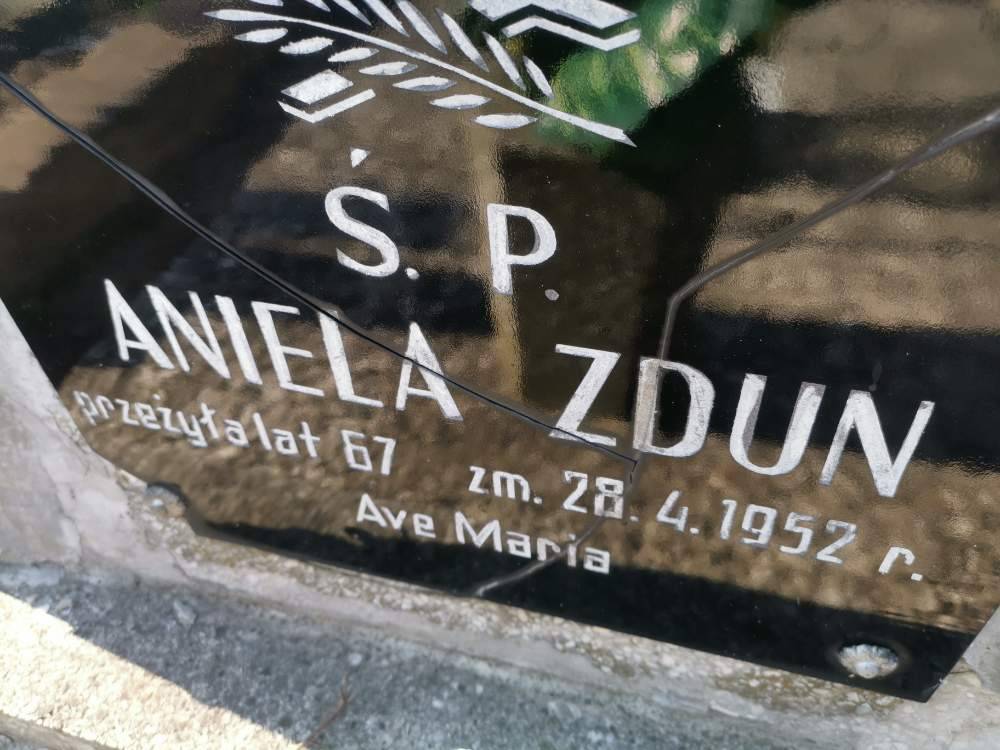 Ś. P.
ANIELA ZDUN
przeżyła lat 67 zm. 28. 4. 1952 r.
Ave Maria